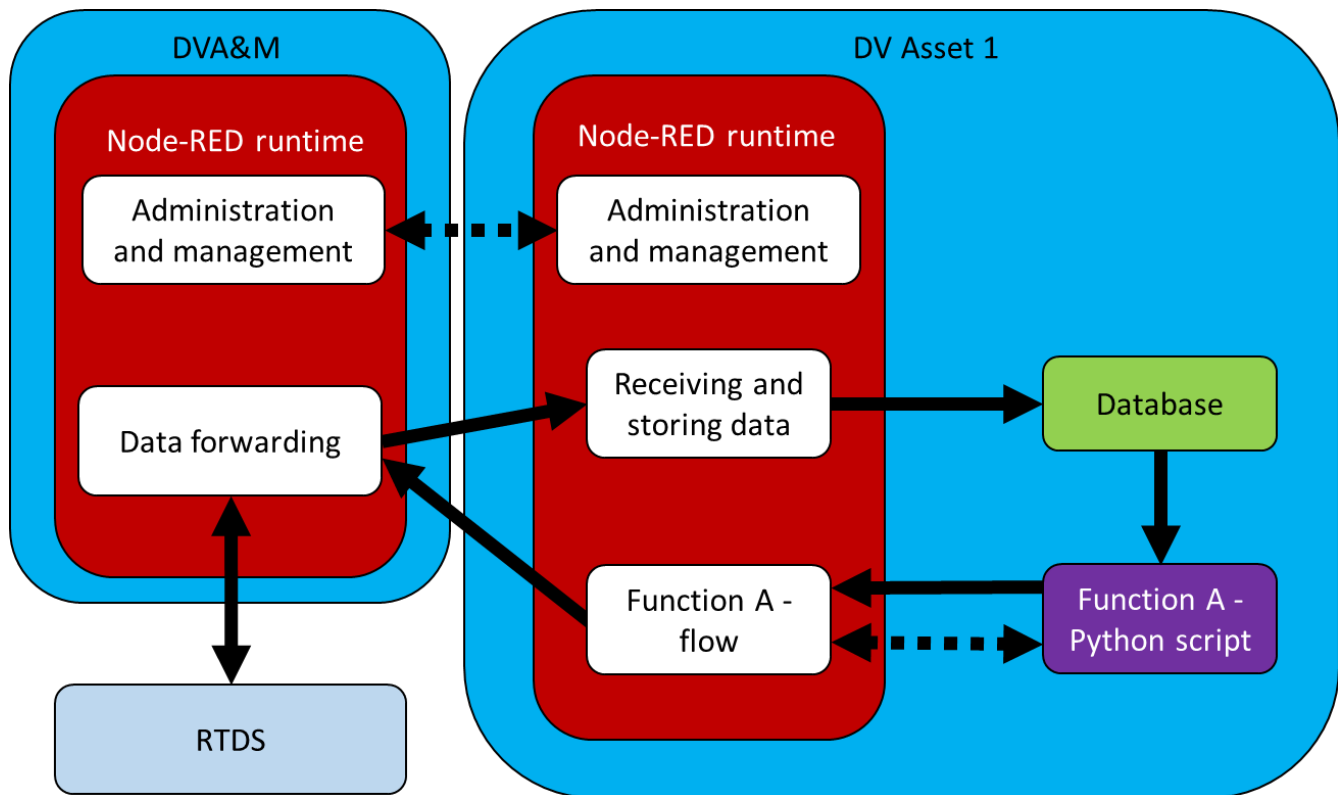 DVA&M
Node-RED runtime
Administration
and management
Data forwarding
RTDS
DV Asset 1
Node-RED runtime
Administration
and management
Receiving and
storing data
Database
Function A -
flow
Function A -
Python script